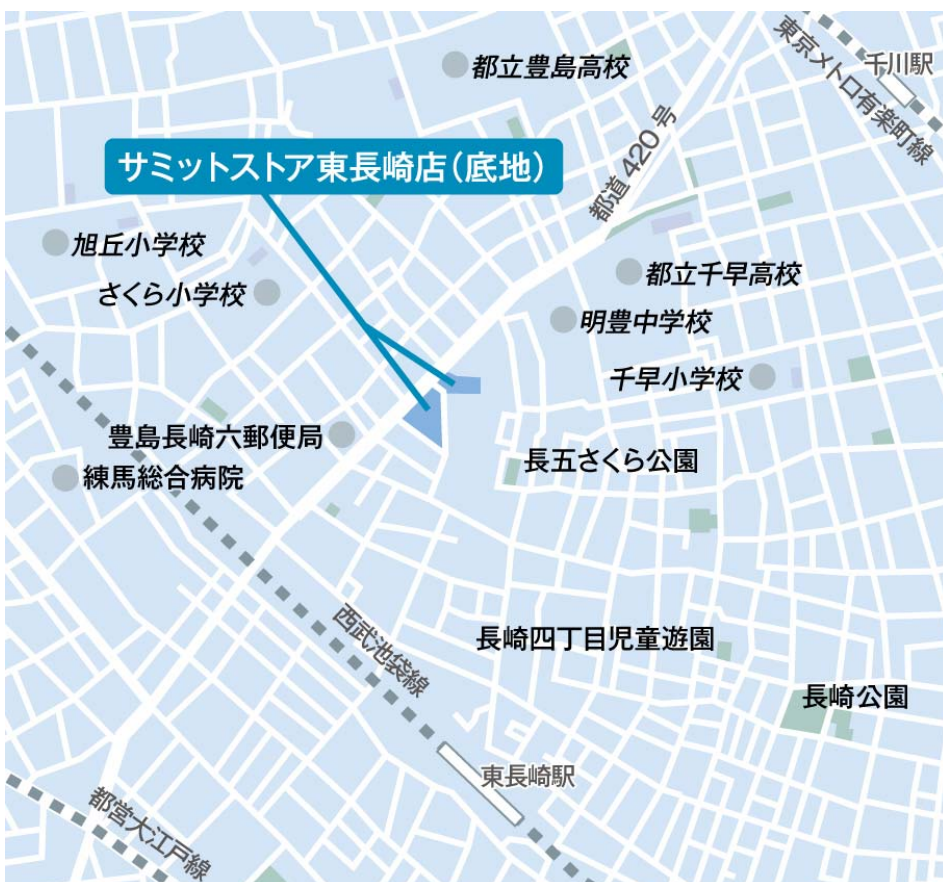 都立豊島高校
千川駅
東京メトロ有楽町線
サミットストア東長崎店(底地)
都道420号
旭丘小学校
さくら小学校
都立千早高校
明豊中学校
千早小学校
豊島長崎六郵便局
練馬総合病院
長五さくら公園
西武池袋線
長崎四丁目児童遊園
長崎公園
東長崎駅
都営大江戸線